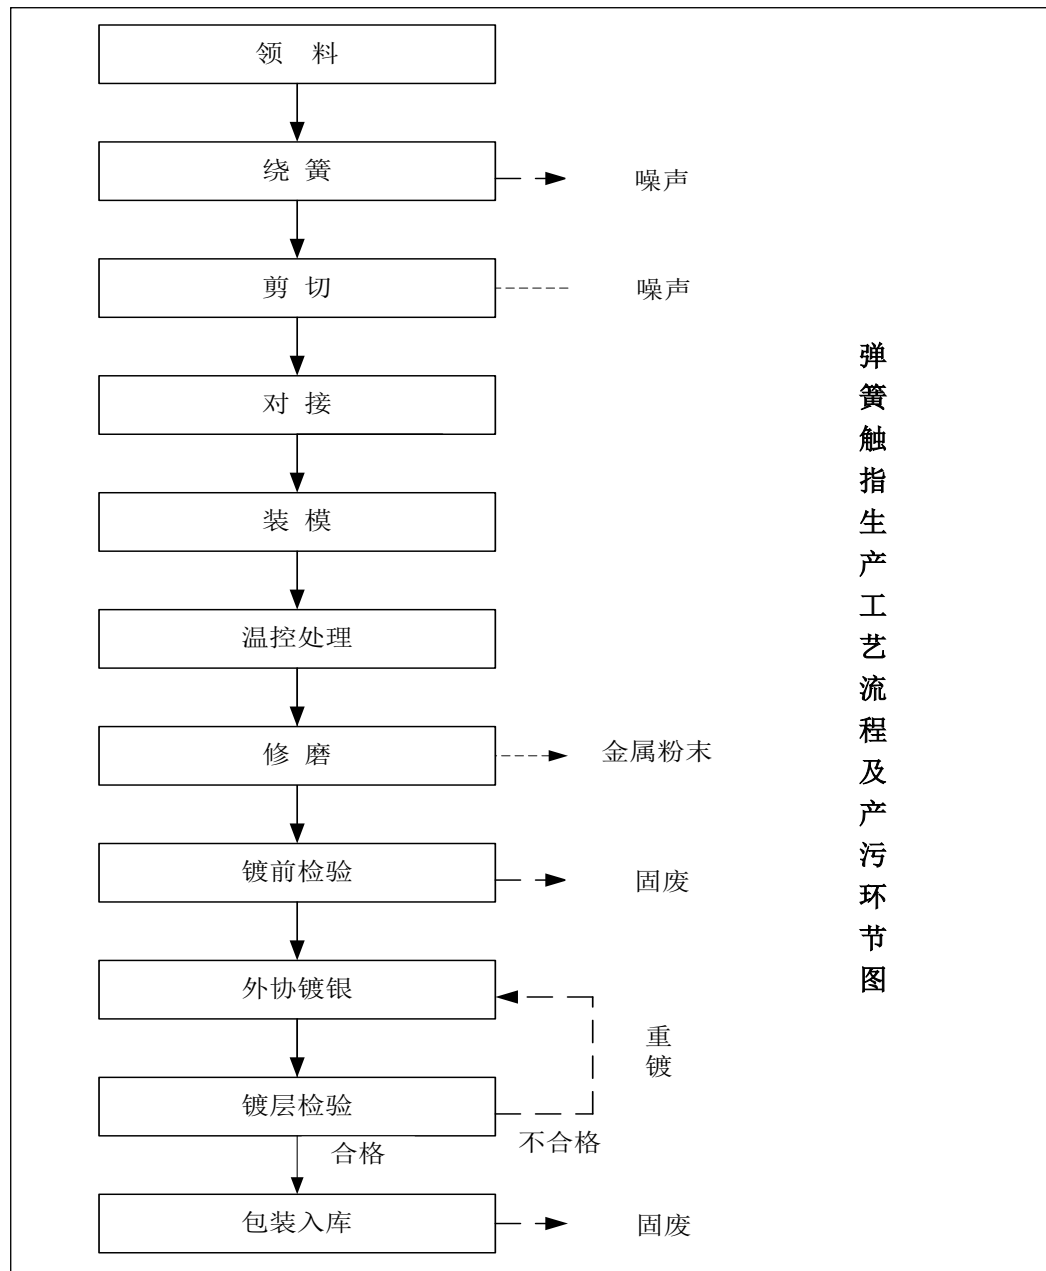 领 料
绕 簧
噪声
剪 切
噪声
对 接
装 模
温控处理
修 磨
金属粉末
镀前检验
固废
外协镀银
重
镀
镀层检验
合格
不合格
包装入库
固废
弹
簧
触
指
生
产
工
艺
流
程
及
产
污
环
节
图